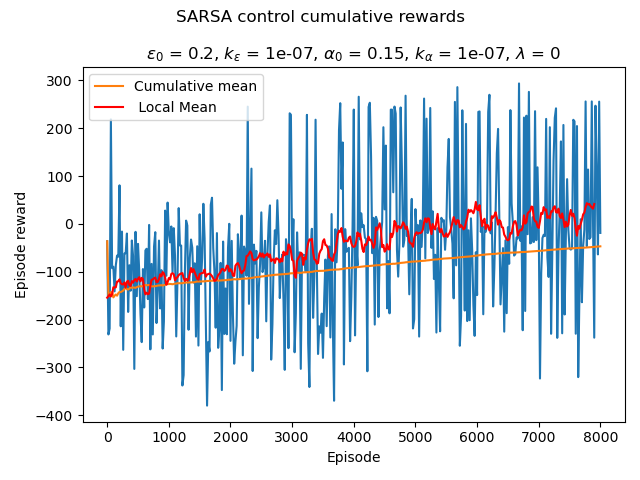 SARSA control cumulative rewards
ε₀ = 0.2, kε = 1e-07, α₀ = 0.15, kα = 1e-07, λ = 0
Cumulative mean
Local Mean
300
200
100
0
−100
−200
−300
−400
Episode reward
0 1000 2000 3000 4000 5000 6000 7000 8000
Episode